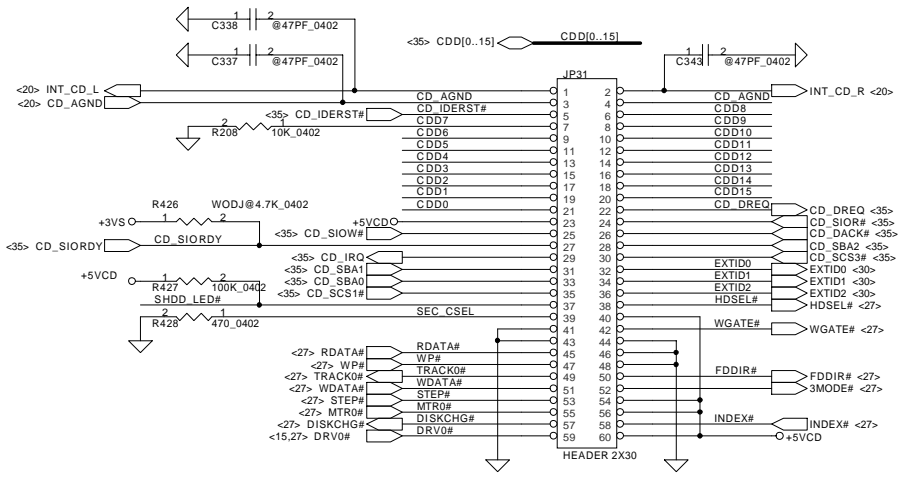 1 2
C338 @47PF_0402
<35> CDD[0..15] CDD[0..15]
1 2
C337 @47PF_0402
1 2
C343 @47PF_0402
JP31
<20> INT_CD_L 1 2 INT_CD_R <20>
<20> CD_AGND CD_AGND 3 4 CD_AGND
<35> CD_IDERST# CD_IDERST# 5 6 CDD8
2 1 CDD7 7 8 CDD9
R208 10K_0402
CDD6 9 10 CDD10
CDD5 11 12 CDD11
CDD4 13 14 CDD12
CDD3 15 16 CDD13
CDD2 17 18 CDD14
CDD1 19 20 CDD15
R426 WODJ@4.7K_0402
CDD0 21 22 CD_DREQ CD_DREQ <35>
+3VS 1 2 +5VCD 23 24 CD_SIOR# <35>
<35> CD_SIOW# 25 26 CD_DACK# <35>
<35> CD_SIORDY CD_SIORDY 27 28 CD_SBA2 <35>
<35> CD_IRQ 29 30 CD_SCS3# <35>
+5VCD 1 2 <35> CD_SBA1 31 32 EXTID0 EXTID0 <30>
R427 100K_0402 <35> CD_SBA0 33 34 EXTID1 EXTID1 <30>
<35> CD_SCS1# 35 36 EXTID2 EXTID2 <30>
SHDD_LED# 37 38 HDSEL# HDSEL# <27>
2 1 SEC_CSEL 39 40
R428 470_0402
41 42 WGATE# WGATE# <27>
43 44
<27> RDATA# RDATA# 45 46
<27> WP# WP# 47 48
<27> TRACK0# TRACK0# 49 50 FDDIR# FDDIR# <27>
<27> WDATA# WDATA# 51 52 3MODE# <27>
<27> STEP# STEP# 53 54
<27> MTR0# MTR0# 55 56
<27> DISKCHG# DISKCHG# 57 58 INDEX# INDEX# <27>
<15,27> DRV0# DRV0# 59 60 +5VCD
HEADER 2X30